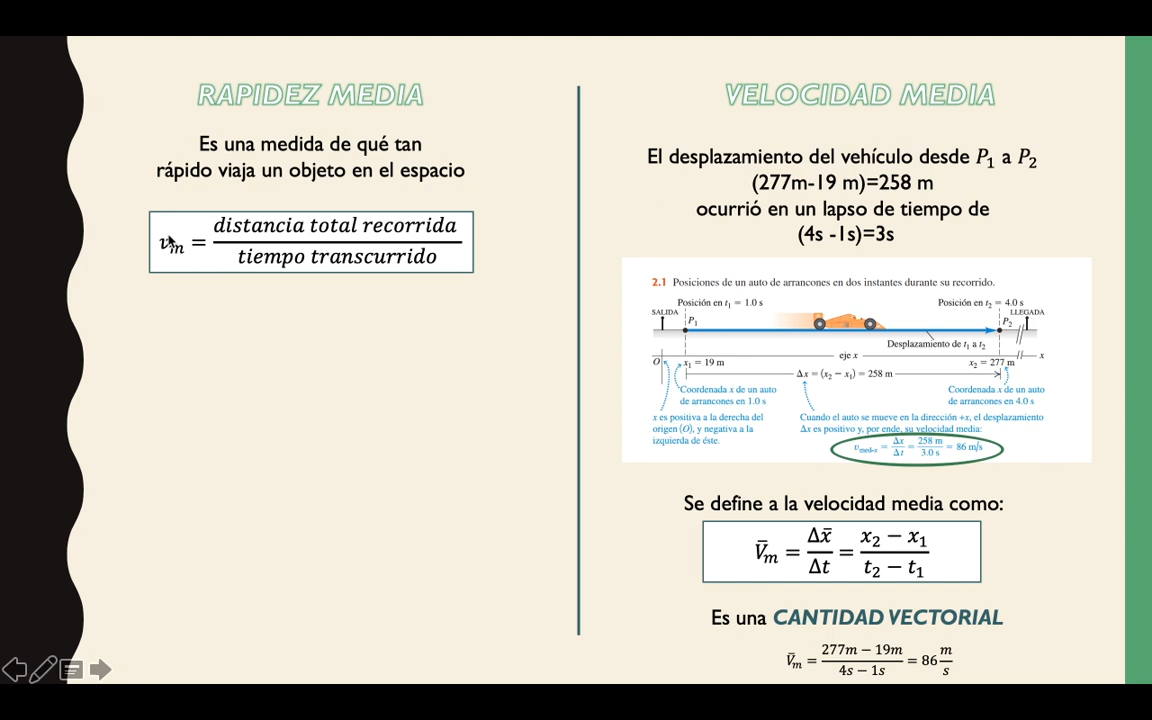 RAPIDEZ MEDIA
Es una medida de qué tan
rápido viaja un objeto en el espacio
v_m = distancia total recorrida / tiempo transcurrido
VELOCIDAD MEDIA
El desplazamiento del vehículo desde P₁ a P₂
(277m-19 m)=258 m
ocurrió en un lapso de tiempo de
(4s -1s)=3s
2.1 Posiciones de un auto de arrancones en dos instantes durante su recorrido.
Posición en t₁ = 1.0 s
Posición en t₂ = 4.0 s
SALIDA
LLEGADA
P₁
P₂
Desplazamiento de t₁ a t₂
eje x
x
O
x₁ = 19 m
x₂ = 277 m
Δx = (x₂ − x₁) = 258 m
Coordenada x de un auto
de arrancones en 1.0 s
Coordenada x de un auto
de arrancones en 4.0 s
x es positiva a la derecha del
origen (O), y negativa a la
izquierda de éste.
Cuando el auto se mueve en la dirección +x, el desplazamiento
Δx es positivo y, por ende, su velocidad media:
v_med-x = Δx / Δt = 258 m / 3.0 s = 86 m/s
Se define a la velocidad media como:
V̄_m = Δx̄ / Δt = x₂ − x₁ / t₂ − t₁
Es una CANTIDAD VECTORIAL
V̄_m = 277m − 19m / 4s − 1s = 86 m/s